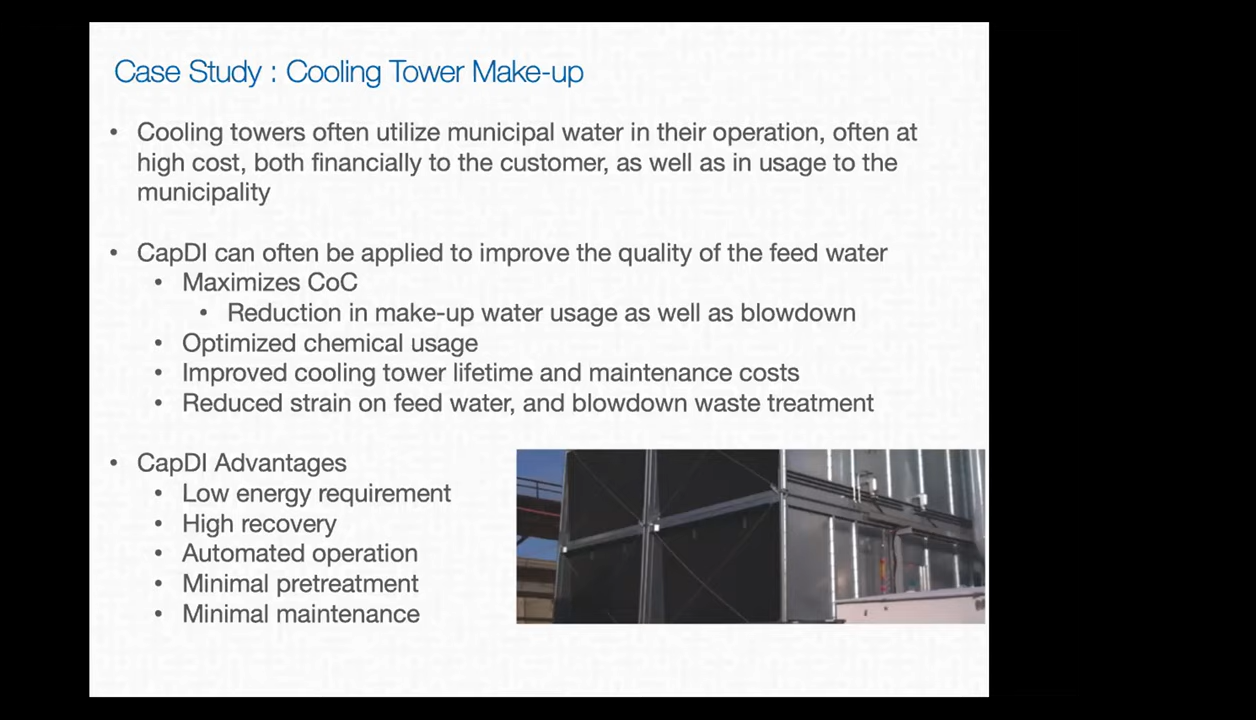 Case Study : Cooling Tower Make-up
• Cooling towers often utilize municipal water in their operation, often at
high cost, both financially to the customer, as well as in usage to the
municipality
• CapDI can often be applied to improve the quality of the feed water
• Maximizes CoC
• Reduction in make-up water usage as well as blowdown
• Optimized chemical usage
• Improved cooling tower lifetime and maintenance costs
• Reduced strain on feed water, and blowdown waste treatment
• CapDI Advantages
• Low energy requirement
• High recovery
• Automated operation
• Minimal pretreatment
• Minimal maintenance